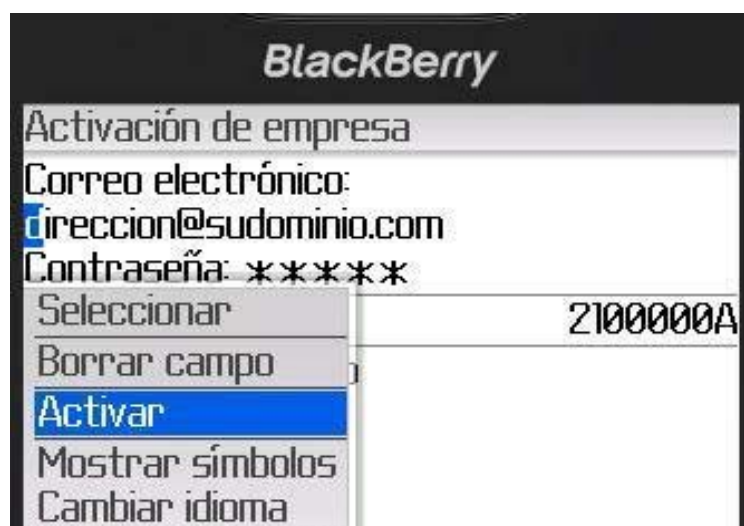 BlackBerry
Activación de empresa
Correo electrónico:
direccion@sudominio.com
Contraseña: *****
Seleccionar
2100000A
Borrar campo
Activar
Mostrar símbolos
Cambiar idioma